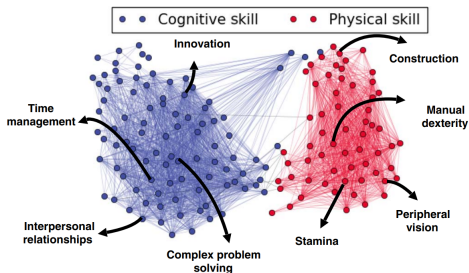 Cognitive skill
Physical skill
Innovation
Construction
Time
management
Manual
dexterity
Interpersonal
relationships
Complex problem
solving
Stamina
Peripheral
vision